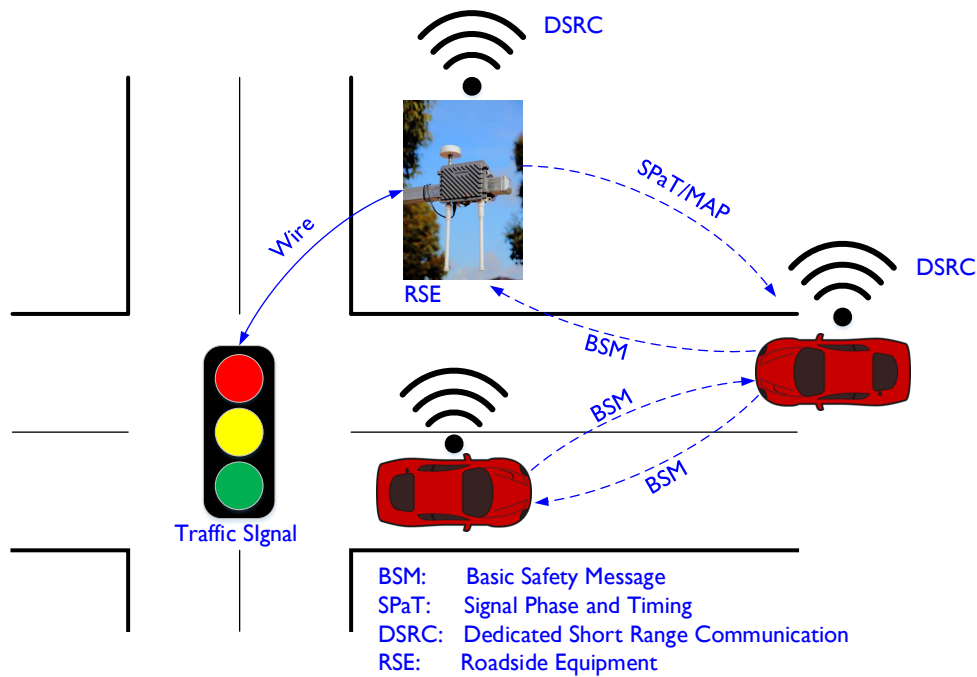 DSRC
SPaT/MAP
Wire
DSRC
RSE
BSM
BSM
BSM
Traffic SIgnal
BSM: Basic Safety Message
SPaT: Signal Phase and Timing
DSRC: Dedicated Short Range Communication
RSE: Roadside Equipment